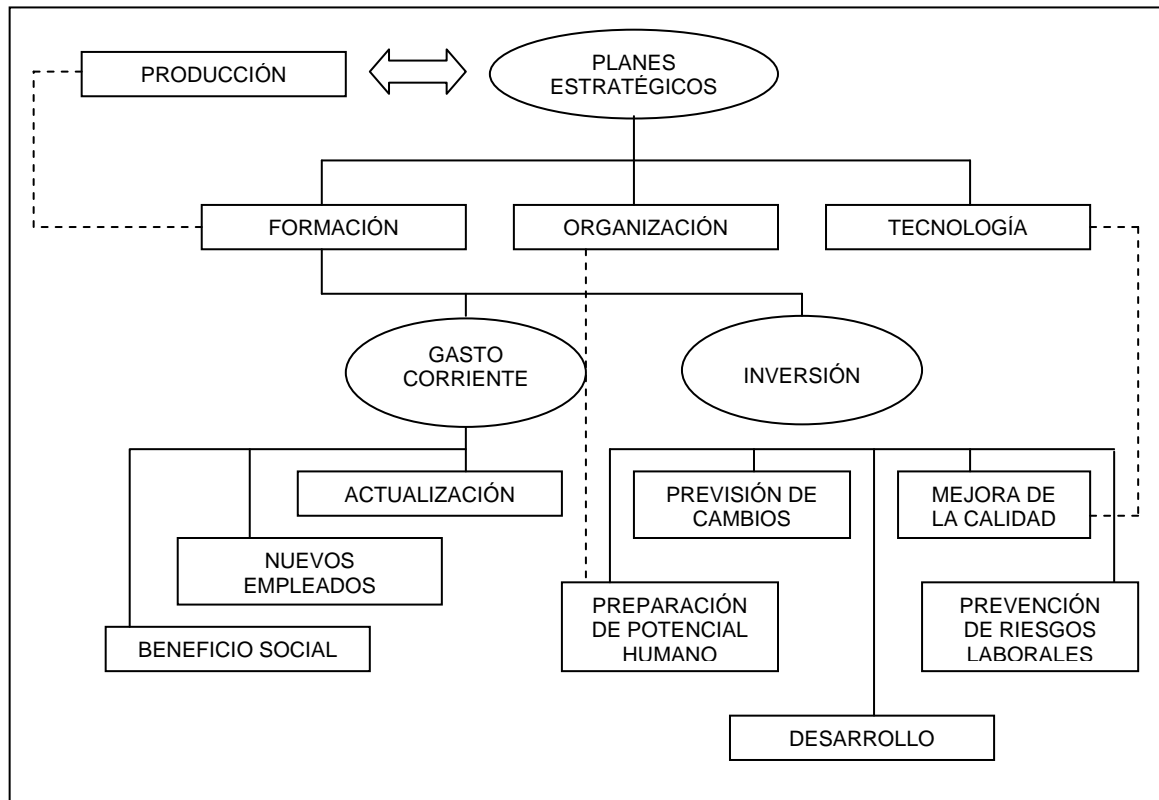 PRODUCCIÓN
PLANES
ESTRATÉGICOS
FORMACIÓN
ORGANIZACIÓN
TECNOLOGÍA
GASTO
CORRIENTE
INVERSIÓN
ACTUALIZACIÓN
NUEVOS
EMPLEADOS
BENEFICIO SOCIAL
PREVISIÓN DE
CAMBIOS
MEJORA DE
LA CALIDAD
PREPARACIÓN
DE POTENCIAL
HUMANO
PREVENCIÓN
DE RIESGOS
LABORALES
DESARROLLO